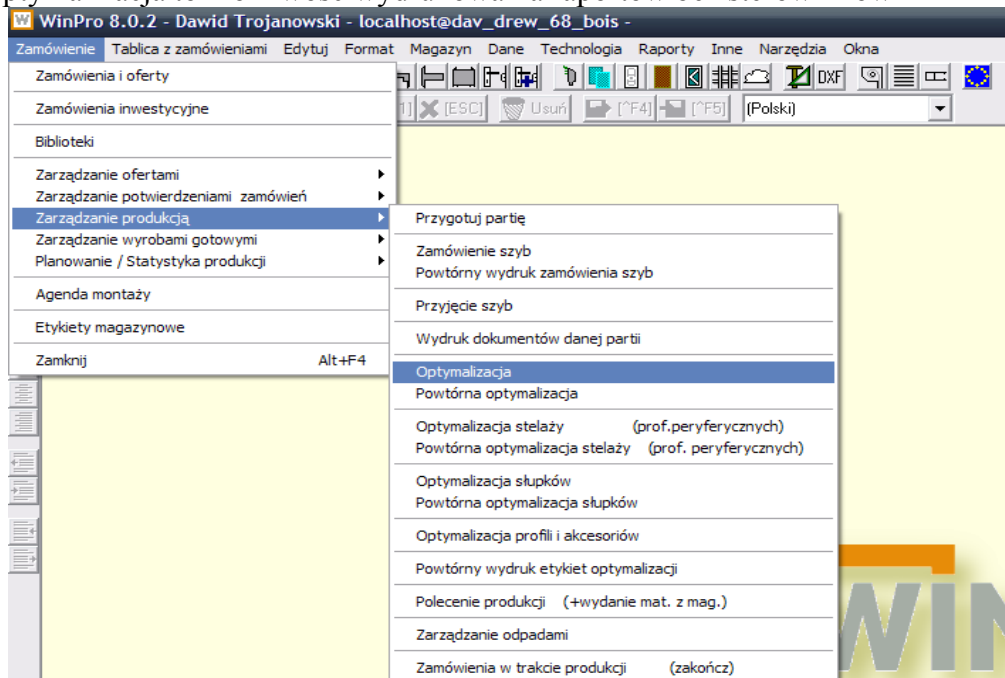 WinPro 8.0.2 - Dawid Trojanowski - localhost@dav_drew_68_bois -
Zamówienie Tablica z zamówieniami Edytuj Format Magazyn Dane Technologia Raporty Inne Narzędzia Okna
DXF
[ESC] Usuń [^F4] [^F5] (Polski)
Zamówienia i oferty
Zamówienia inwestycyjne
Biblioteki
Zarządzanie ofertami
Zarządzanie potwierdzeniami zamówień
Zarządzanie produkcją
Zarządzanie wyrobami gotowymi
Planowanie / Statystyka produkcji
Agenda montaży
Etykiety magazynowe
Zamknij Alt+F4
Przygotuj partię
Zamówienie szyb
Powtórny wydruk zamówienia szyb
Przyjęcie szyb
Wydruk dokumentów danej partii
Optymalizacja
Powtórna optymalizacja
Optymalizacja stelaży (prof.peryferycznych)
Powtórna optymalizacja stelaży (prof. peryferycznych)
Optymalizacja słupków
Powtórna optymalizacja słupków
Optymalizacja profili i akcesoriów
Powtórny wydruk etykiet optymalizacji
Polecenie produkcji (+wydanie mat. z mag.)
Zarządzanie odpadami
Zamówienia w trakcie produkcji (zakończ)
WIN